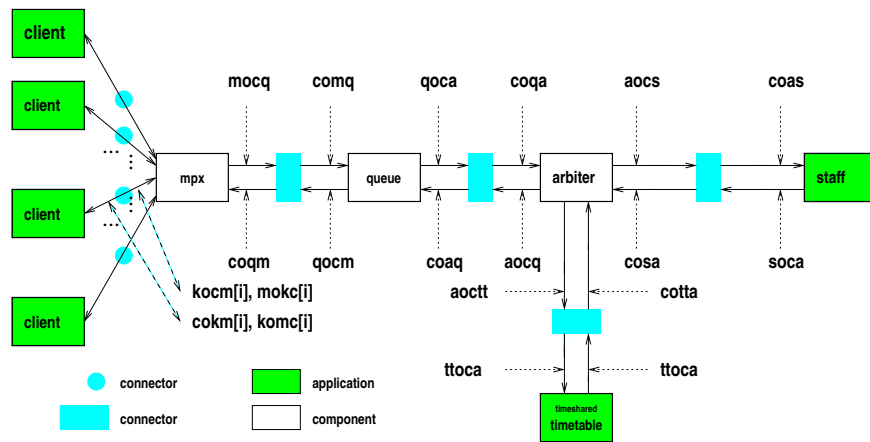 client
mocq
comq
qoca
coqa
aocs
coas
client
...
...
mpx
queue
arbiter
staff
client
...
...
coqm
qocm
coaq
aocq
cosa
soca
kocm[i], mokc[i]
aoctt
cotta
cokm[i], komc[i]
client
ttoca
ttoca
connector
application
connector
component
timeshared
timetable